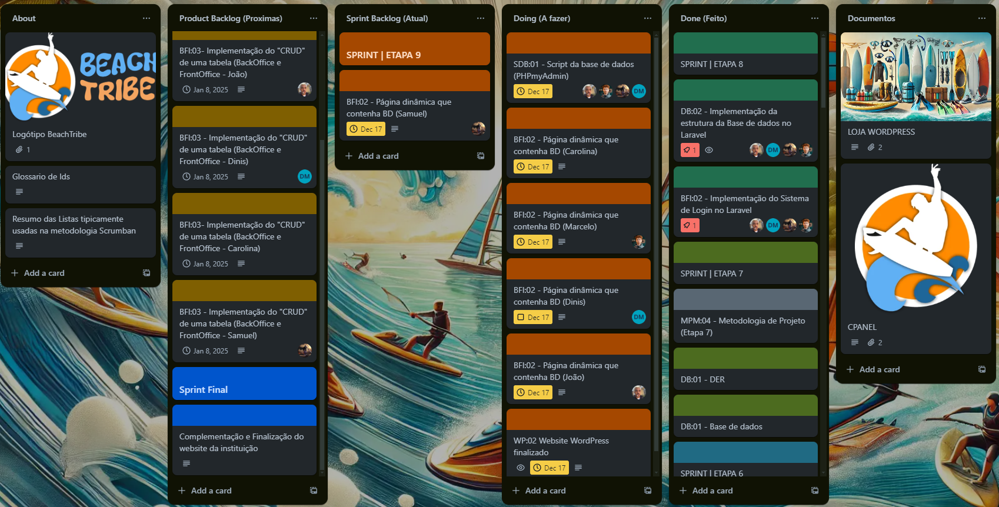 About
BEACH
TRIBE
Logótipo BeachTribe
1
Glossario de Ids
Resumo das Listas tipicamente
usadas na metodologia Scrumban
Add a card
Product Backlog (Proximas)
BFI:03- Implementação do "CRUD"
de uma tabela (BackOffice e
FrontOffice - João)
Jan 8, 2025
BFI:03 - Implementação do "CRUD"
de uma tabela (BackOffice e
FrontOffice - Dinis)
Jan 8, 2025
DM
BFI:03- Implementação do "CRUD"
de uma tabela (BackOffice e
FrontOffice - Carolina)
Jan 8, 2025
BFI:03 - Implementação do "CRUD"
de uma tabela (BackOffice e
FrontOffice - Samuel)
Jan 8, 2025
Sprint Final
Complementação e Finalização do
website da instituição
Add a card
Sprint Backlog (Atual)
SPRINT | ETAPA 9
BFI:02 - Página dinâmica que
contenha BD (Samuel)
Dec 17
Add a card
Doing (A fazer)
SDB:01 - Script da base de dados
(PHPmyAdmin)
Dec 17
DM
BFI:02 - Página dinâmica que
contenha BD (Carolina)
Dec 17
BFI:02 - Página dinâmica que
contenha BD (Marcelo)
Dec 17
BFI:02 - Página dinâmica que
contenha BD (Dinis)
Dec 17
DM
BFI:02 - Página dinâmica que
contenha BD (João)
Dec 17
WP:02 Website WordPress
finalizado
Dec 17
Add a card
Done (Feito)
SPRINT | ETAPA 8
DB:02 - Implementação da
estrutura da Base de dados no
Laravel
1
DM
BFI:02 - Implementação do Sistema
de Login no Laravel
1
DM
SPRINT | ETAPA 7
MPM:04 - Metodologia de Projeto
(Etapa 7)
DB:01 - DER
DB:01 - Base de dados
SPRINT | ETAPA 6
Add a card
Documentos
LOJA WORDPRESS
2
CPANEL
2
Add a card